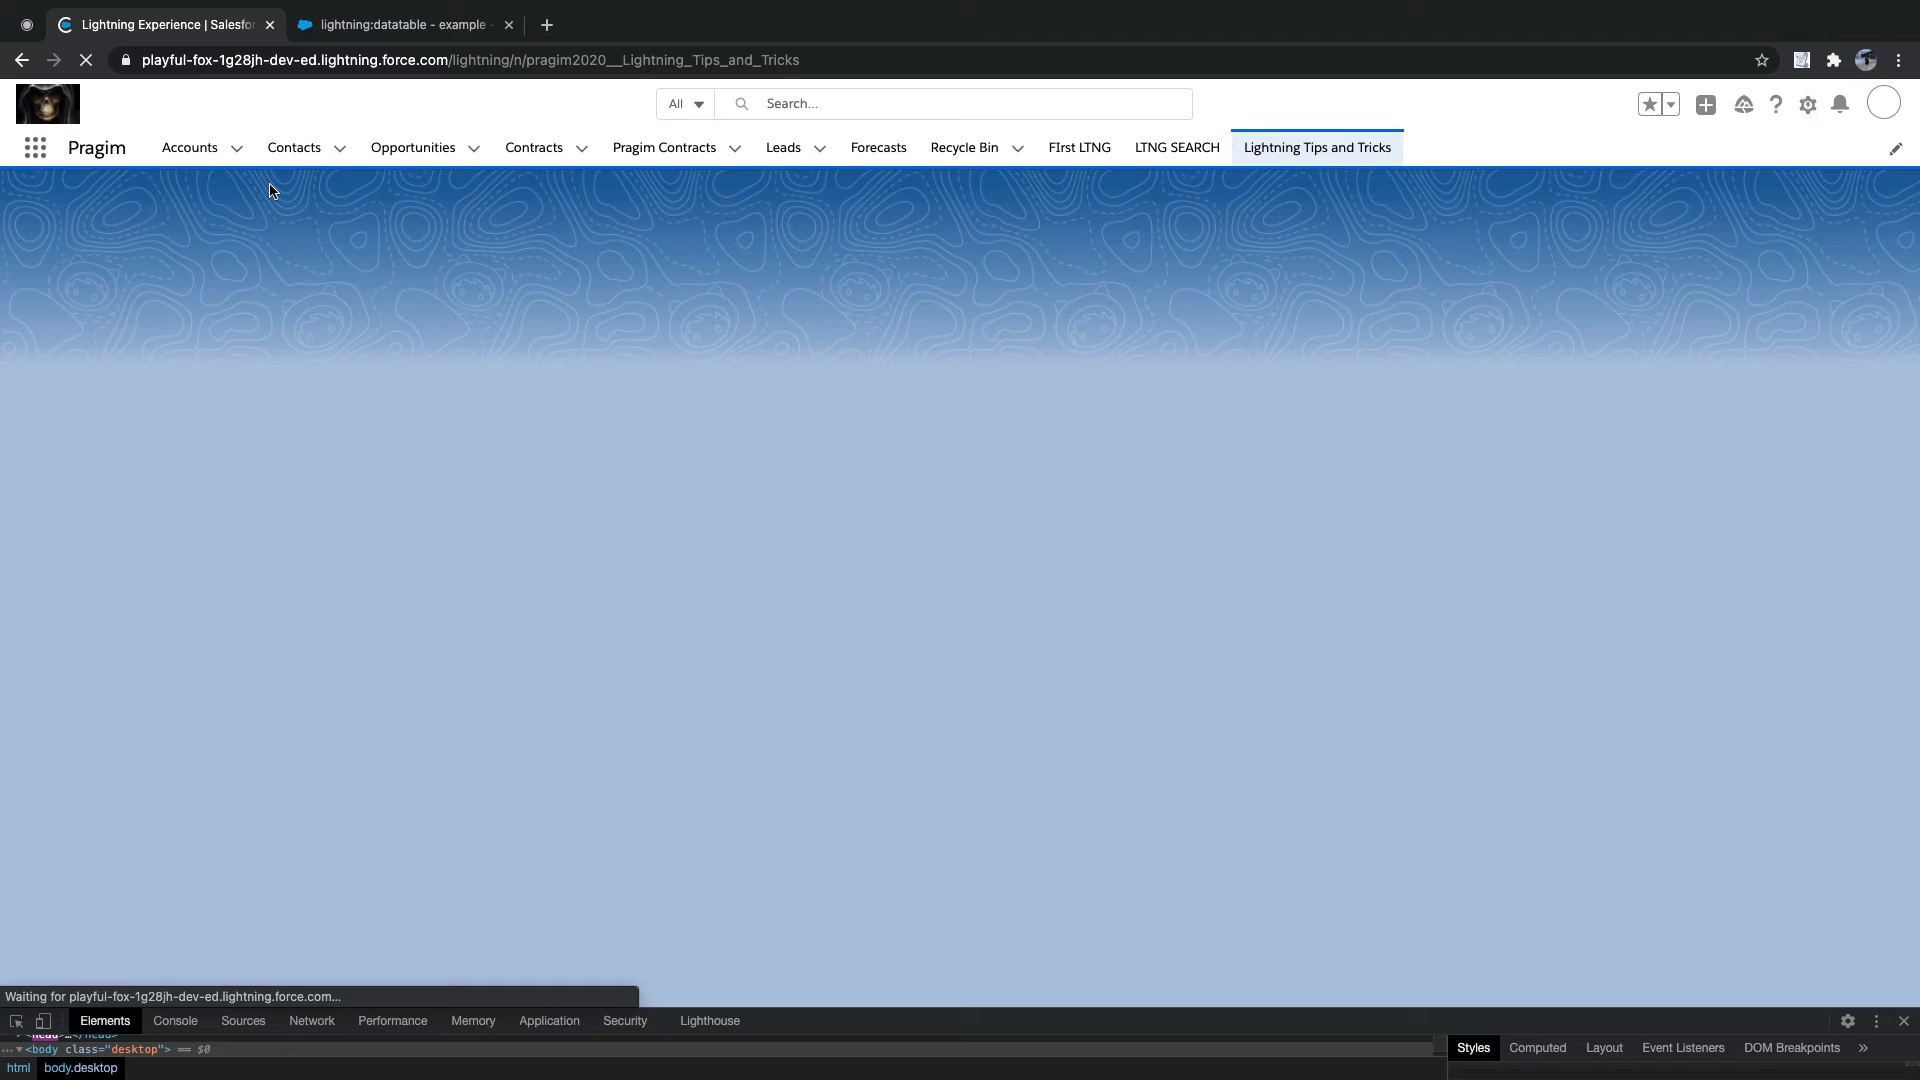 Lightning Experience | Salesfo
lightning:datatable - example -
playful-fox-1g28jh-dev-ed.lightning.force.com/lightning/n/pragim2020__Lightning_Tips_and_Tricks
All
Search...
Pragim
Accounts
Contacts
Opportunities
Contracts
Pragim Contracts
Leads
Forecasts
Recycle Bin
FIrst LTNG
LTNG SEARCH
Lightning Tips and Tricks
Waiting for playful-fox-1g28jh-dev-ed.lightning.force.com...
Elements
Console
Sources
Network
Performance
Memory
Application
Security
Lighthouse
<head>…</head>
<body class="desktop"> == $0
Styles
Computed
Layout
Event Listeners
DOM Breakpoints
html
body.desktop